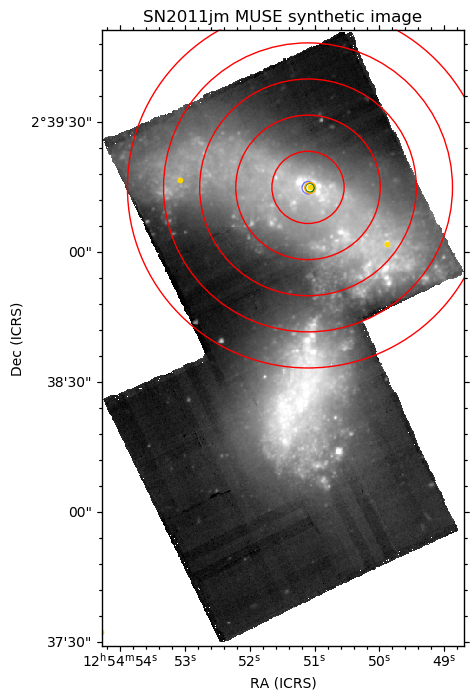 SN2011jm MUSE synthetic image
2°39'30"
00"
38'30"
00"
37'30"
12ʰ54ᵐ54ˢ 53ˢ 52ˢ 51ˢ 50ˢ 49ˢ
Dec (ICRS)
RA (ICRS)